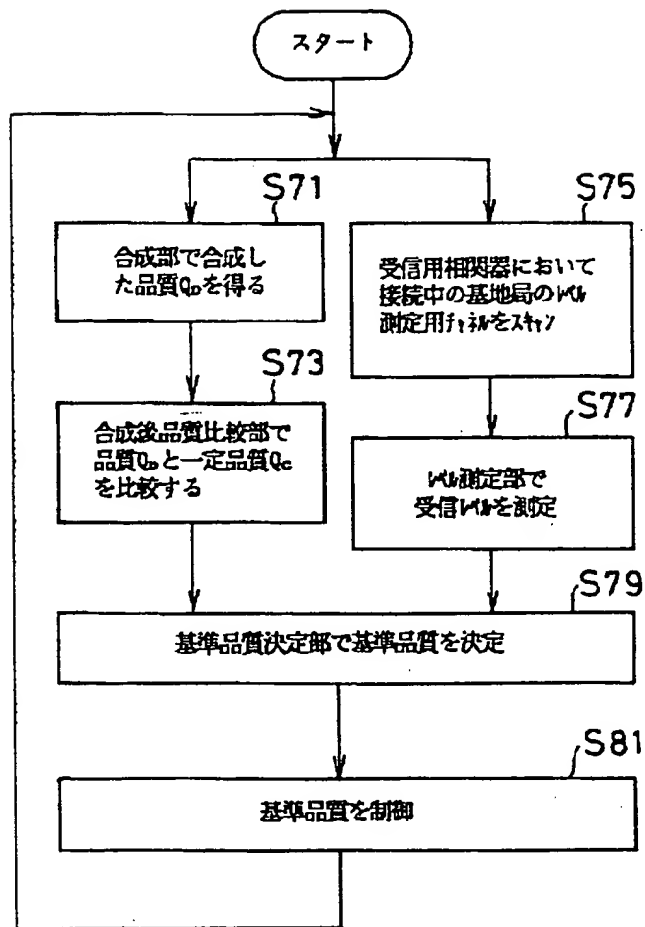 スタート
S71
合成部で合成し
た品質QDを得る
S75
受信用相関器において
接続中の基地局のレベル
測定用チャネルをスキャン
S73
合成後品質比較部で
品質QDと一定品質QC
を比較する
S77
レベル測定部で
受信レベルを測定
S79
基準品質決定部で基準品質を決定
S81
基準品質を制御